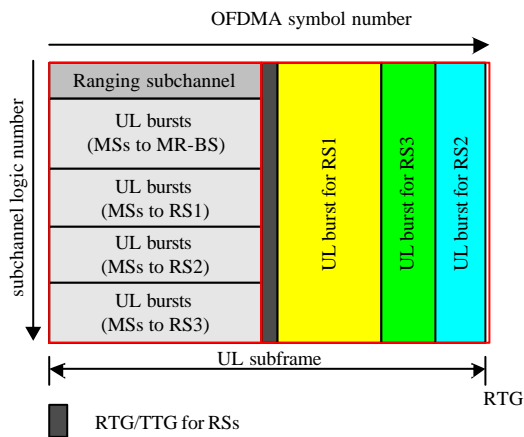 OFDMA symbol number
subchannel logic number
Ranging subchannel
UL bursts
(MSs to MR-BS)
UL bursts
(MSs to RS1)
UL bursts
(MSs to RS2)
UL bursts
(MSs to RS3)
UL burst for RS1
UL burst for RS3
UL burst for RS2
UL subframe
RTG
RTG/TTG for RSs